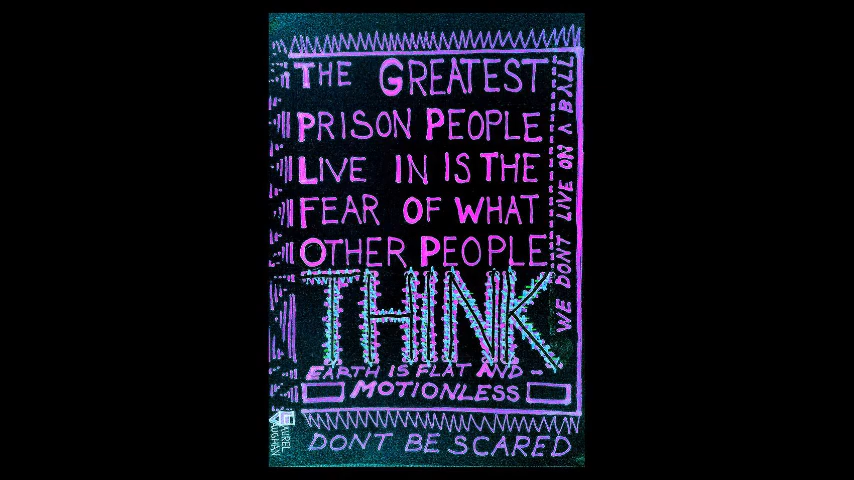 THE GREATEST
PRISON PEOPLE
LIVE IN IS THE
FEAR OF WHAT
OTHER PEOPLE
THINK
EARTH IS FLAT AND -
MOTIONLESS
DONT BE SCARED
WE DONT LIVE ON A BALL